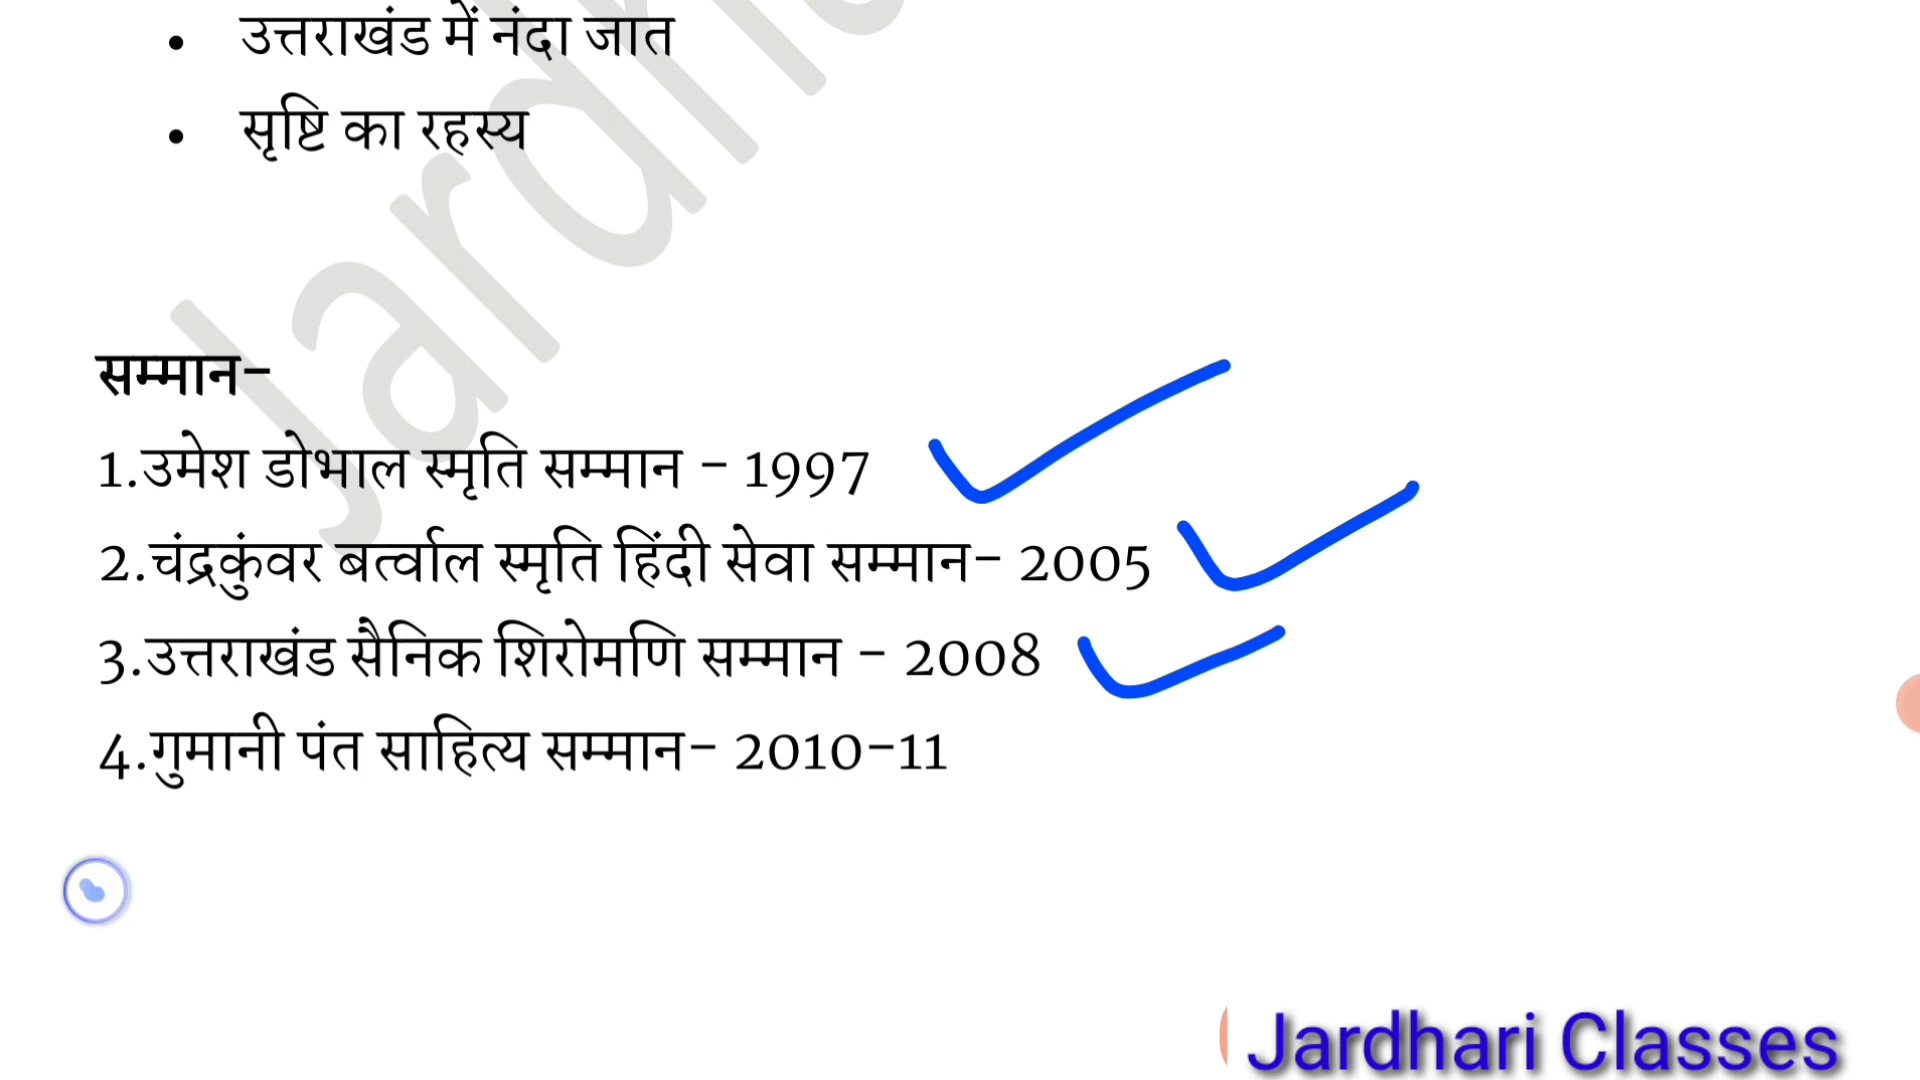 • उत्तराखंड में नंदा जात
• सृष्टि का रहस्य
सम्मान-
1.उमेश डोभाल स्मृति सम्मान - 1997
2.चंद्रकुंवर बर्त्वाल स्मृति हिंदी सेवा सम्मान- 2005
3.उत्तराखंड सैनिक शिरोमणि सम्मान - 2008
4.गुमानी पंत साहित्य सम्मान- 2010-11
Jardhari Classes